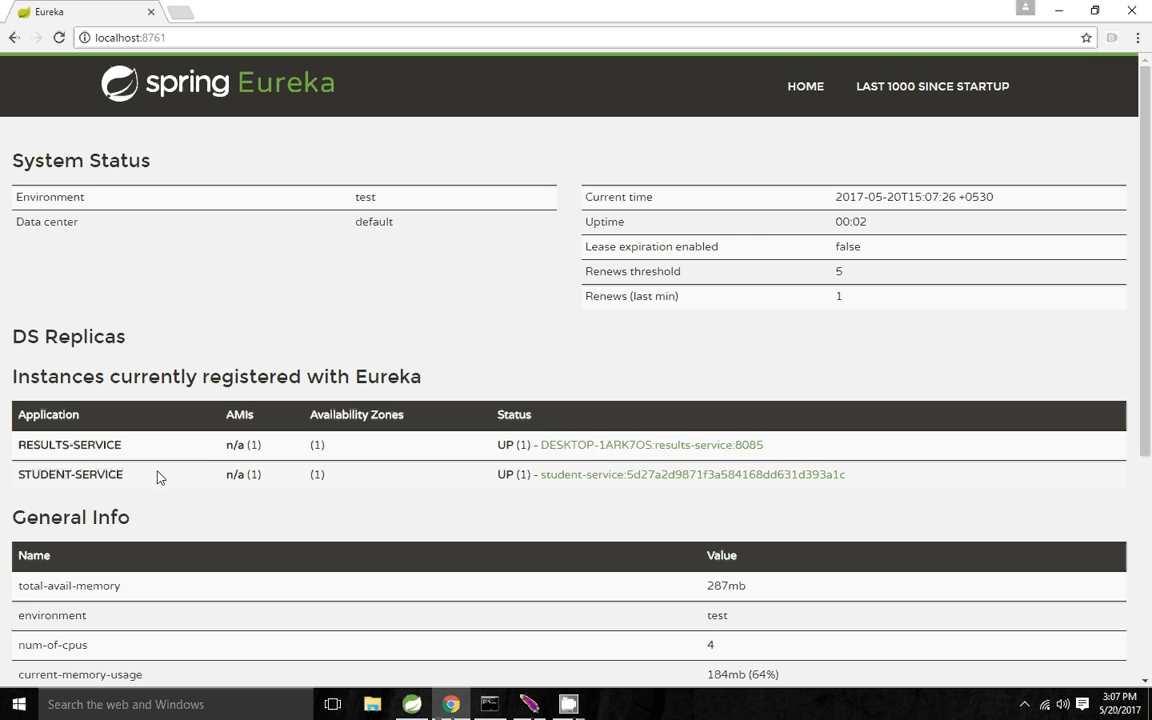 Eureka
localhost:8761
spring Eureka
HOME LAST 1000 SINCE STARTUP
System Status
Environment test
Data center default
Current time 2017-05-20T15:07:26 +0530
Uptime 00:02
Lease expiration enabled false
Renews threshold 5
Renews (last min) 1
DS Replicas
Instances currently registered with Eureka
Application AMIs Availability Zones Status
RESULTS-SERVICE n/a (1) (1) UP (1) - DESKTOP-1ARK7OS:results-service:8085
STUDENT-SERVICE n/a (1) (1) UP (1) - student-service:5d27a2d9871f3a584168dd631d393a1c
General Info
Name Value
total-avail-memory 287mb
environment test
num-of-cpus 4
current-memory-usage 184mb (64%)
Search the web and Windows
3:07 PM
5/20/2017